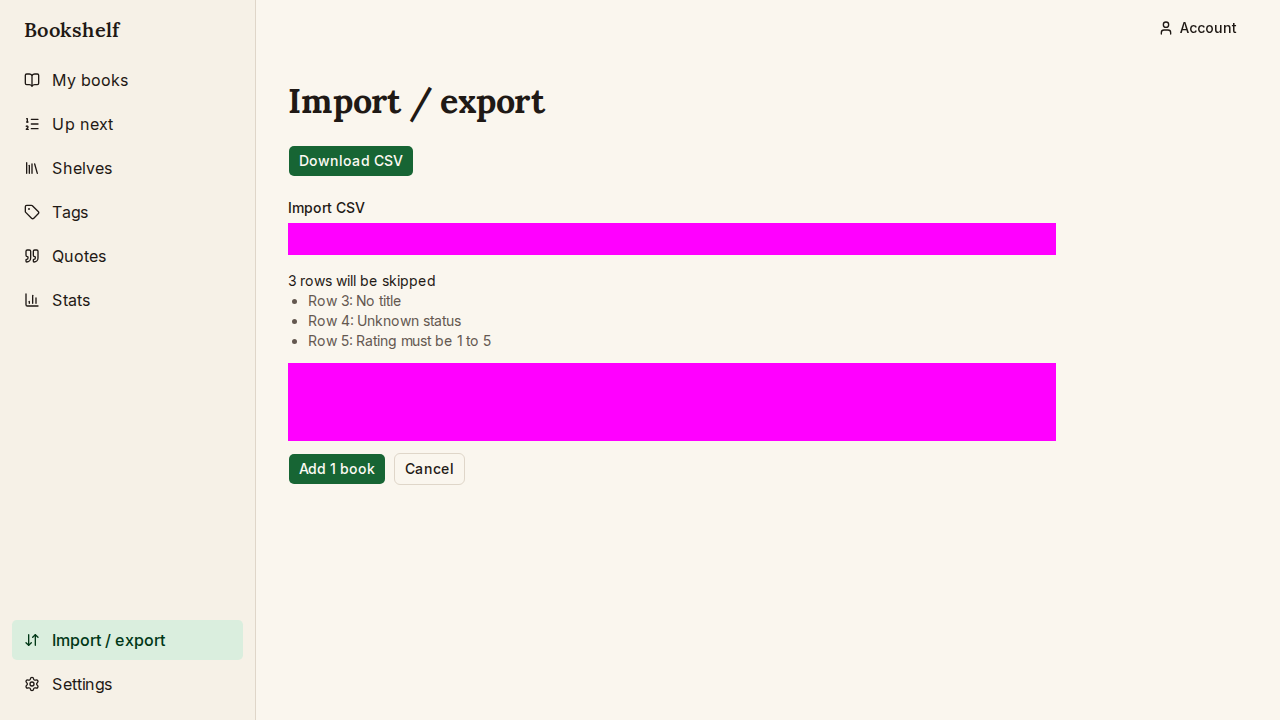 Bookshelf
My books
Up next
Shelves
Tags
Quotes
Stats
Import / export
Settings
Account
Import / export
Download CSV
Import CSV
3 rows will be skipped
Row 3: No title
Row 4: Unknown status
Row 5: Rating must be 1 to 5
Add 1 book
Cancel